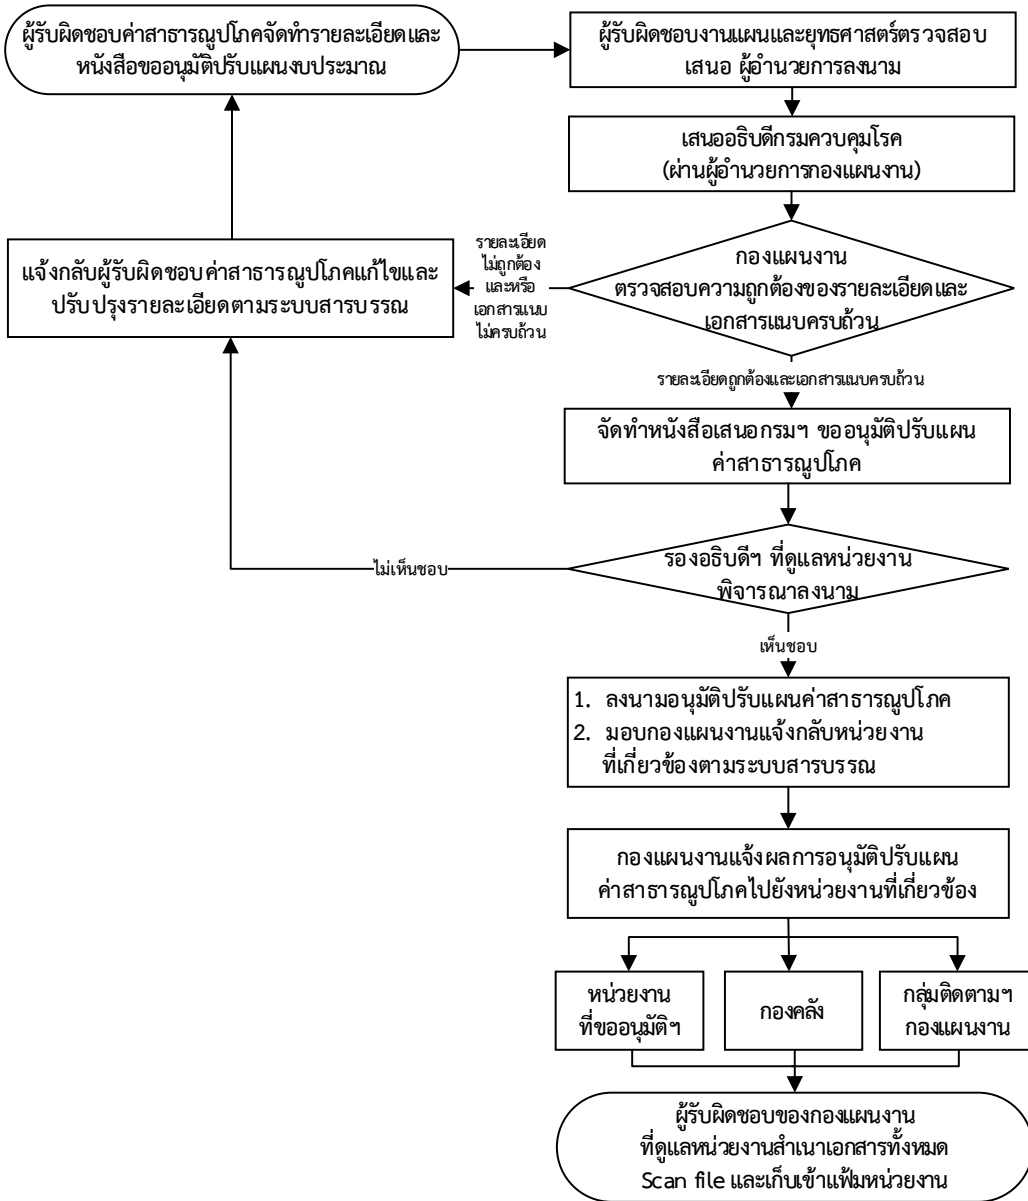 ผู้รับผิดชอบค่าสาธารณูปโภคจัดทำรายละเอียดและ
หนังสือขออนุมัติปรับแผนงบประมาณ
ผู้รับผิดชอบงานแผนและยุทธศาสตร์ตรวจสอบ
เสนอ ผู้อำนวยการลงนาม
เสนออธิบดีกรมควบคุมโรค
(ผ่านผู้อำนวยการกองแผนงาน)
กองแผนงาน
ตรวจสอบความถูกต้องของรายละเอียดและ
เอกสารแนบครบถ้วน
รายละเอียด
ไม่ถูกต้อง
และหรือ
เอกสารแนบ
ไม่ครบถ้วน
แจ้งกลับผู้รับผิดชอบค่าสาธารณูปโภคแก้ไขและ
ปรับปรุงรายละเอียดตามระบบสารบรรณ
รายละเอียดถูกต้องและเอกสารแนบครบถ้วน
จัดทำหนังสือเสนอกรมฯ ขออนุมัติปรับแผน
ค่าสาธารณูปโภค
รองอธิบดีฯ ที่ดูแลหน่วยงาน
พิจารณาลงนาม
ไม่เห็นชอบ
เห็นชอบ
1. ลงนามอนุมัติปรับแผนค่าสาธารณูปโภค
2. มอบกองแผนงานแจ้งกลับหน่วยงาน
ที่เกี่ยวข้องตามระบบสารบรรณ
กองแผนงานแจ้งผลการอนุมัติปรับแผน
ค่าสาธารณูปโภคไปยังหน่วยงานที่เกี่ยวข้อง
หน่วยงาน
ที่ขออนุมัติฯ
กองคลัง
กลุ่มติดตามฯ
กองแผนงาน
ผู้รับผิดชอบของกองแผนงาน
ที่ดูแลหน่วยงานสำเนาเอกสารทั้งหมด
Scan file และเก็บเข้าแฟ้มหน่วยงาน